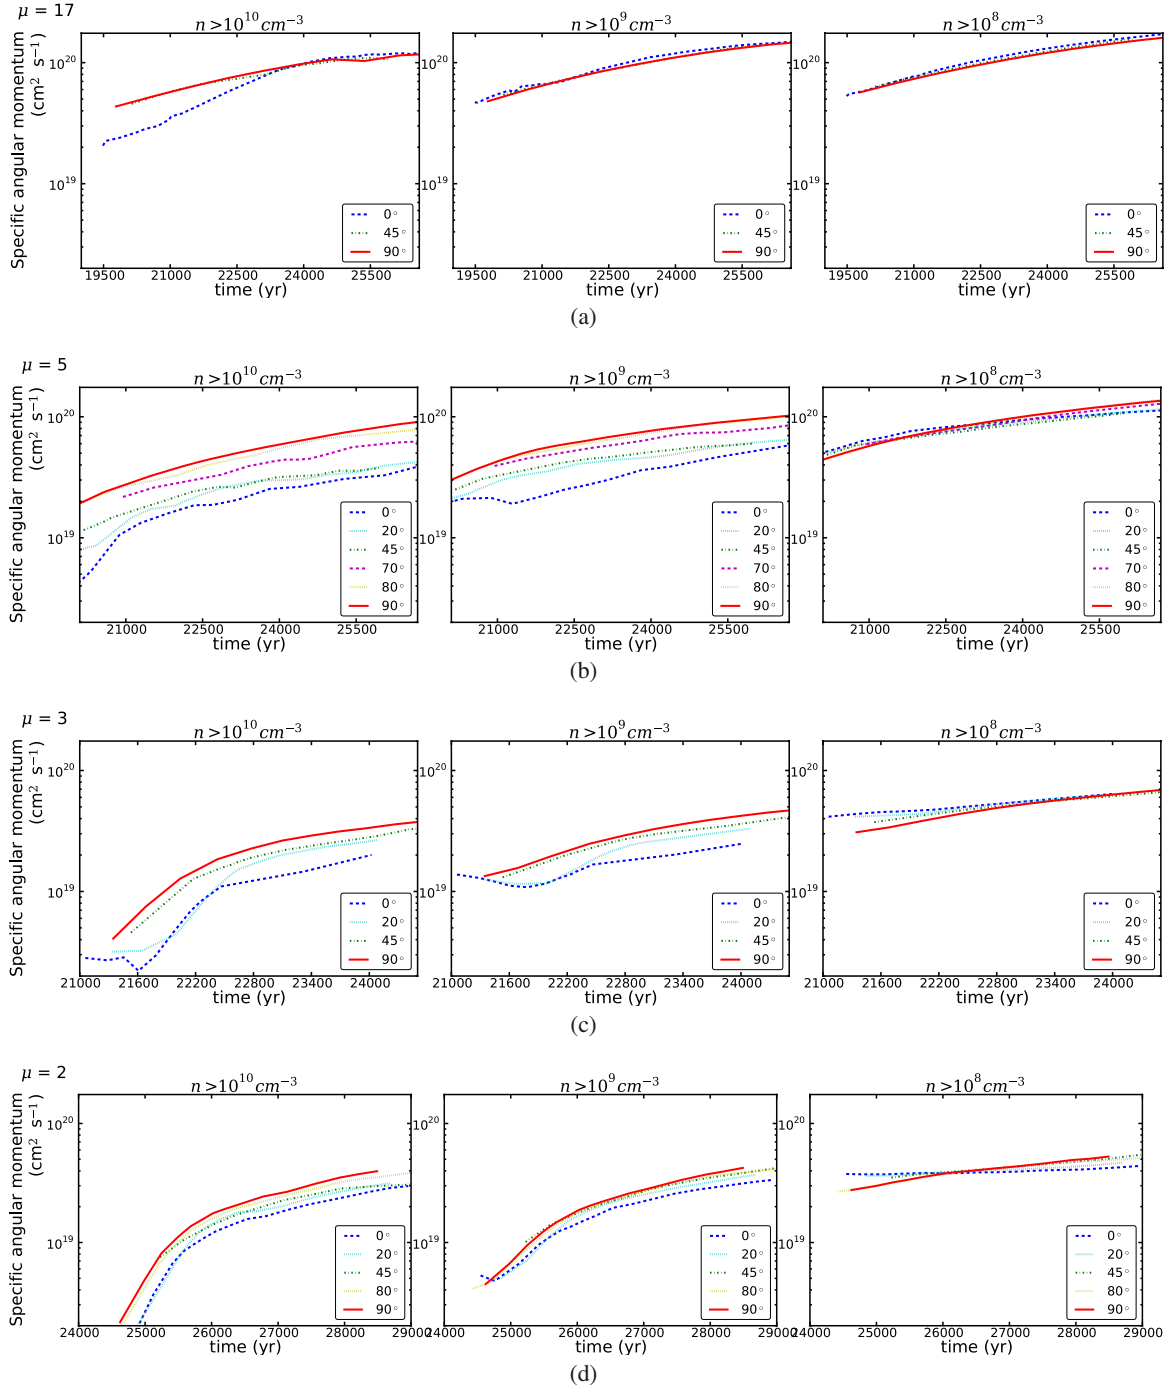 μ = 17
n >10^10 cm^−3
n >10^9 cm^−3
n >10^8 cm^−3
Specific angular momentum
(cm^2 s^−1)
10^20
10^19
0°
45°
90°
19500 21000 22500 24000 25500
time (yr)
10^20
10^19
0°
45°
90°
19500 21000 22500 24000 25500
time (yr)
10^20
10^19
0°
45°
90°
19500 21000 22500 24000 25500
time (yr)
(a)
μ = 5
n >10^10 cm^−3
n >10^9 cm^−3
n >10^8 cm^−3
Specific angular momentum
(cm^2 s^−1)
10^20
10^19
0°
20°
45°
70°
80°
90°
21000 22500 24000 25500
time (yr)
10^20
10^19
0°
20°
45°
70°
80°
90°
21000 22500 24000 25500
time (yr)
10^20
10^19
0°
20°
45°
70°
80°
90°
21000 22500 24000 25500
time (yr)
(b)
μ = 3
n >10^10 cm^−3
n >10^9 cm^−3
n >10^8 cm^−3
Specific angular momentum
(cm^2 s^−1)
10^20
10^19
0°
20°
45°
90°
21000 21600 22200 22800 23400 24000
time (yr)
10^20
10^19
0°
20°
45°
90°
21000 21600 22200 22800 23400 24000
time (yr)
10^20
10^19
0°
20°
45°
90°
21000 21600 22200 22800 23400 24000
time (yr)
(c)
μ = 2
n >10^10 cm^−3
n >10^9 cm^−3
n >10^8 cm^−3
Specific angular momentum
(cm^2 s^−1)
10^20
10^19
0°
20°
45°
80°
90°
24000 25000 26000 27000 28000 29000
time (yr)
10^20
10^19
0°
20°
45°
80°
90°
24000 25000 26000 27000 28000 29000
time (yr)
10^20
10^19
0°
20°
45°
80°
90°
24000 25000 26000 27000 28000 29000
time (yr)
(d)